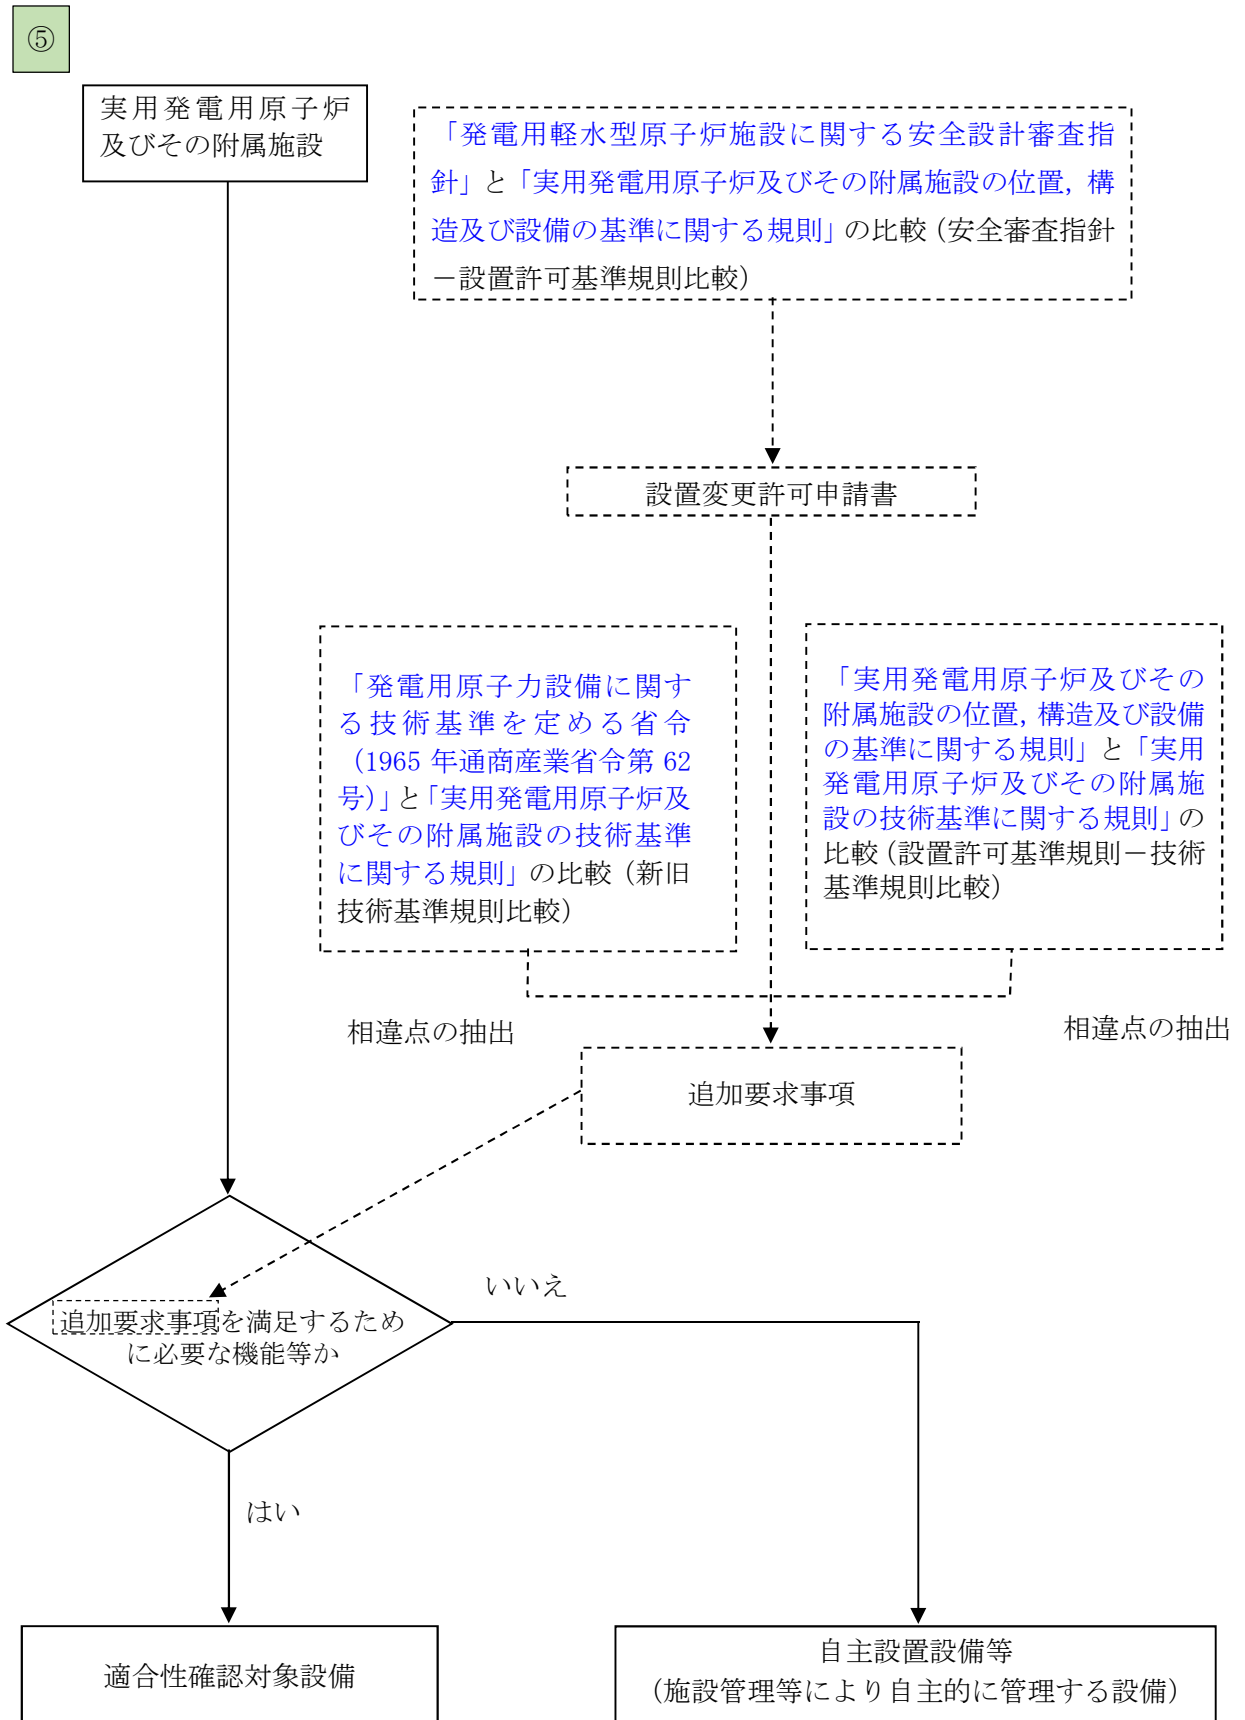 ⑤
実用発電用原子炉
及びその附属施設
「発電用軽水型原子炉施設に関する安全設計審査指
針」と「実用発電用原子炉及びその附属施設の位置，構
造及び設備の基準に関する規則」の比較（安全審査指針
－設置許可基準規則比較）
設置変更許可申請書
「発電用原子力設備に関す
る技術基準を定める省令
（1965 年通商産業省令第 62
号）」と「実用発電用原子炉及
びその附属施設の技術基準
に関する規則」の比較（新旧
技術基準規則比較）
「実用発電用原子炉及びその
附属施設の位置，構造及び設備
の基準に関する規則」と「実用
発電用原子炉及びその附属施
設の技術基準に関する規則」の
比較（設置許可基準規則－技術
基準規則比較）
相違点の抽出
相違点の抽出
追加要求事項
追加要求事項を満足するため
に必要な機能等か
いいえ
はい
適合性確認対象設備
自主設置設備等
（施設管理等により自主的に管理する設備）